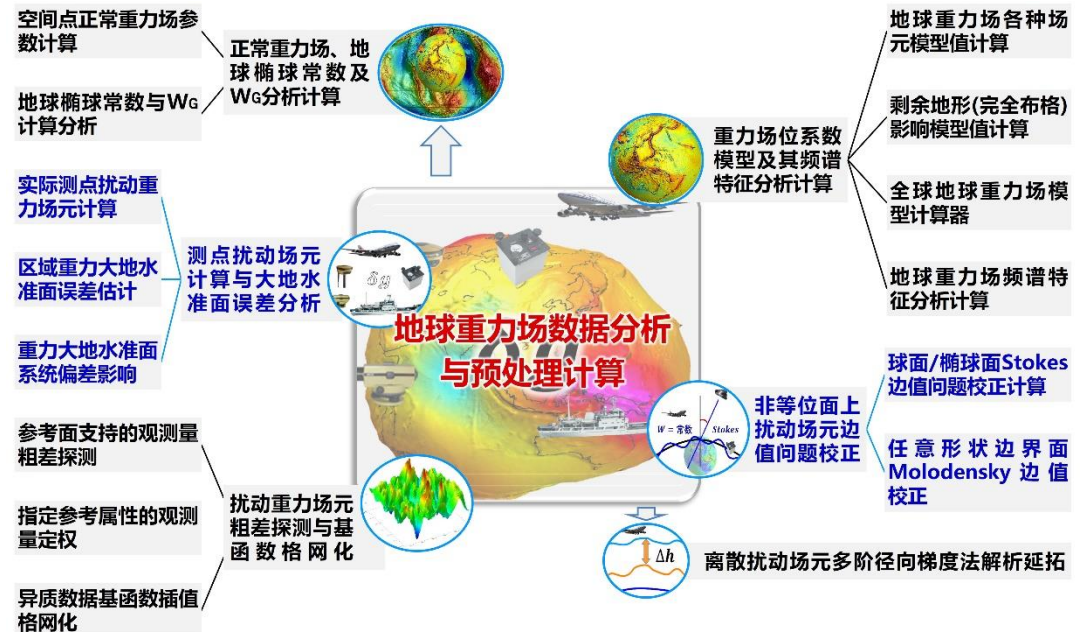 空间点正常重力场参
数计算
地球椭球常数与WG
计算分析
正常重力场、地
球椭球常数及
WG分析计算
实际测点扰动重
力场元计算
区域重力大地水
准面误差估计
重力大地水准面
系统偏差影响
测点扰动场元
计算与大地水
准面误差分析
δg
参考面支持的观测量
粗差探测
指定参考属性的观测
量定权
异质数据基函数插值
格网化
扰动重力场元
粗差探测与基
函数格网化
地球重力场数据分析
与预处理计算
重力场位系数
模型及其频谱
特征分析计算
地球重力场各种场
元模型值计算
剩余地形(完全布格)
影响模型值计算
全球地球重力场模
型计算器
地球重力场频谱特
征分析计算
W = 常数
Stokes
非等位面上
扰动场元边
值问题校正
球面/椭球面Stokes
边值问题校正计算
任意形状边界面
Molodensky边值
校正
Δh
离散扰动场元多阶径向梯度法解析延拓